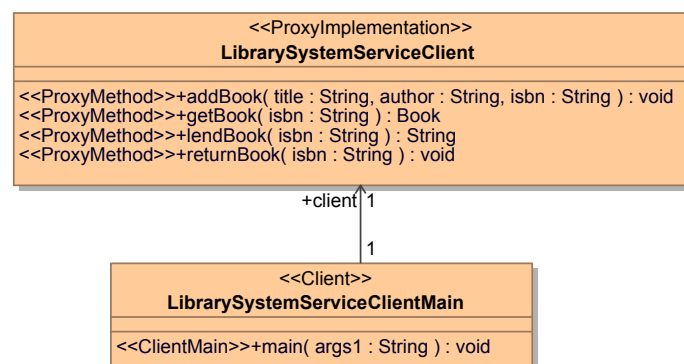 <<ProxyImplementation>>
LibrarySystemServiceClient
<<ProxyMethod>>+addBook( title : String, author : String, isbn : String ) : void
<<ProxyMethod>>+getBook( isbn : String ) : Book
<<ProxyMethod>>+lendBook( isbn : String ) : String
<<ProxyMethod>>+returnBook( isbn : String ) : void
+client 1
1
<<Client>>
LibrarySystemServiceClientMain
<<ClientMain>>+main( args1 : String ) : void